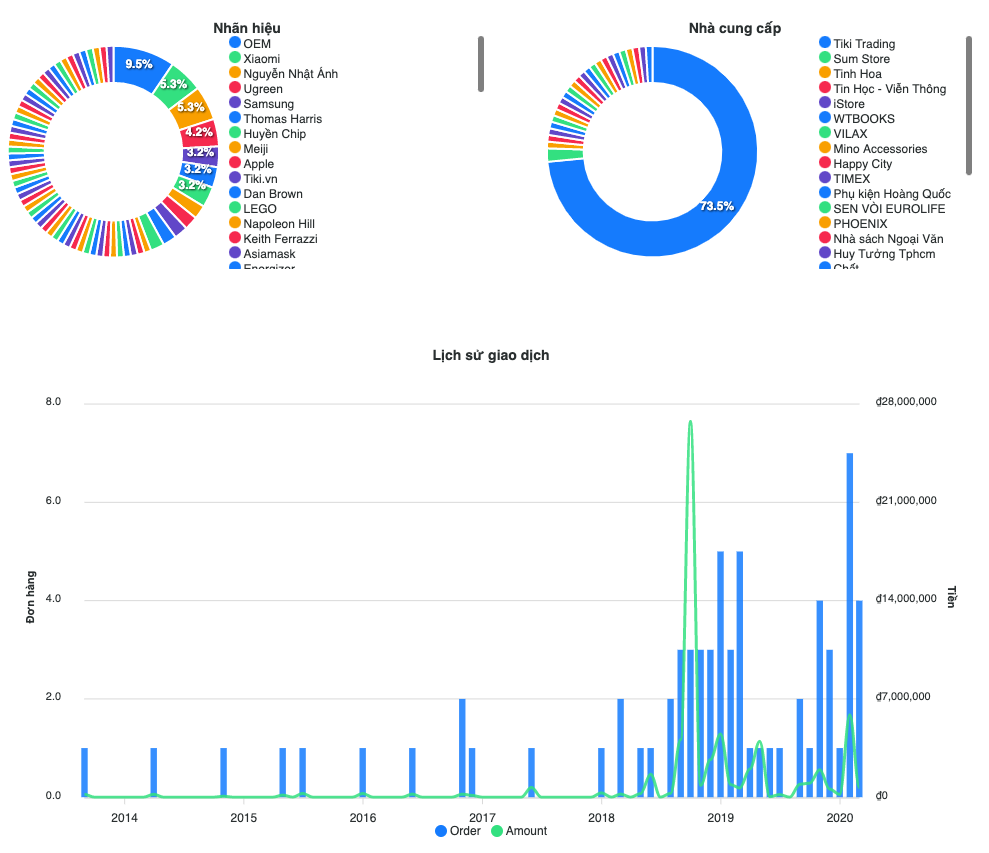 Nhãn hiệu
9.5%
5.3%
5.3%
4.2%
3.2%
3.2%
3.2%
OEM
Xiaomi
Nguyễn Nhật Ánh
Ugreen
Samsung
Thomas Harris
Huyền Chip
Meiji
Apple
Tiki.vn
Dan Brown
LEGO
Napoleon Hill
Keith Ferrazzi
Asiamask
Energizer
Nhà cung cấp
73.5%
Tiki Trading
Sum Store
Tinh Hoa
Tin Học - Viễn Thông
iStore
WTBOOKS
VILAX
Mino Accessories
Happy City
TIMEX
Phụ kiện Hoàng Quốc
SEN VÒI EUROLIFE
PHOENIX
Nhà sách Ngoại Văn
Huy Tưởng Tphcm
Chất
Lịch sử giao dịch
8.0
6.0
4.0
2.0
0.0
Đơn hàng
₫28,000,000
₫21,000,000
₫14,000,000
₫7,000,000
₫0
Tiền
2014
2015
2016
2017
2018
2019
2020
Order
Amount